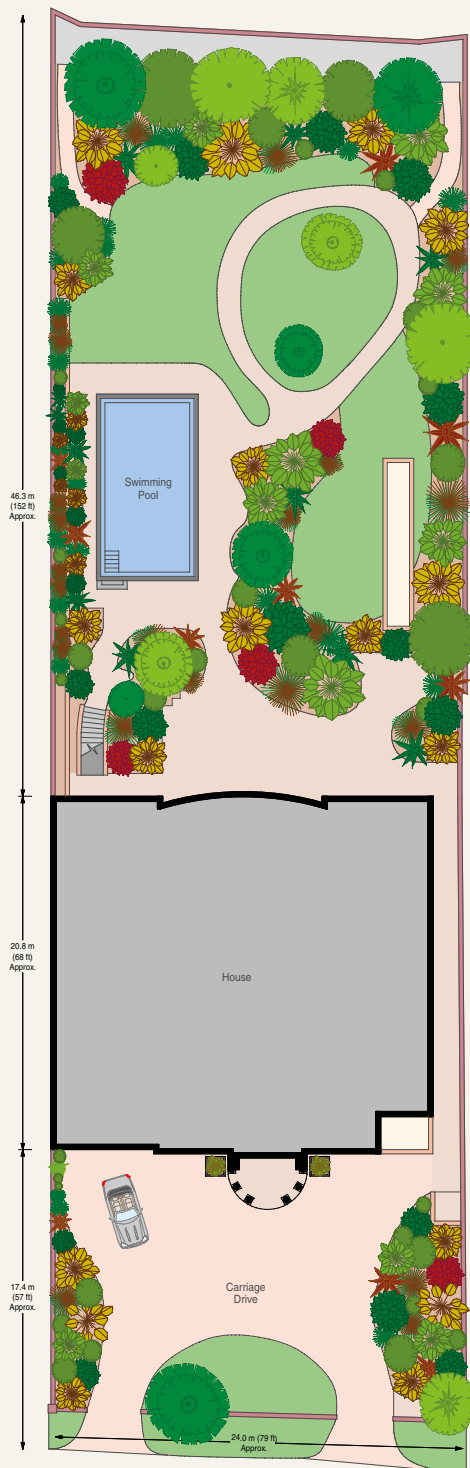 46.3 m
(152 ft)
Approx.
Swimming
Pool
20.8 m
(68 ft)
Approx.
House
17.4 m
(57 ft)
Approx.
Carriage
Drive
24.0 m (79 ft)
Approx.